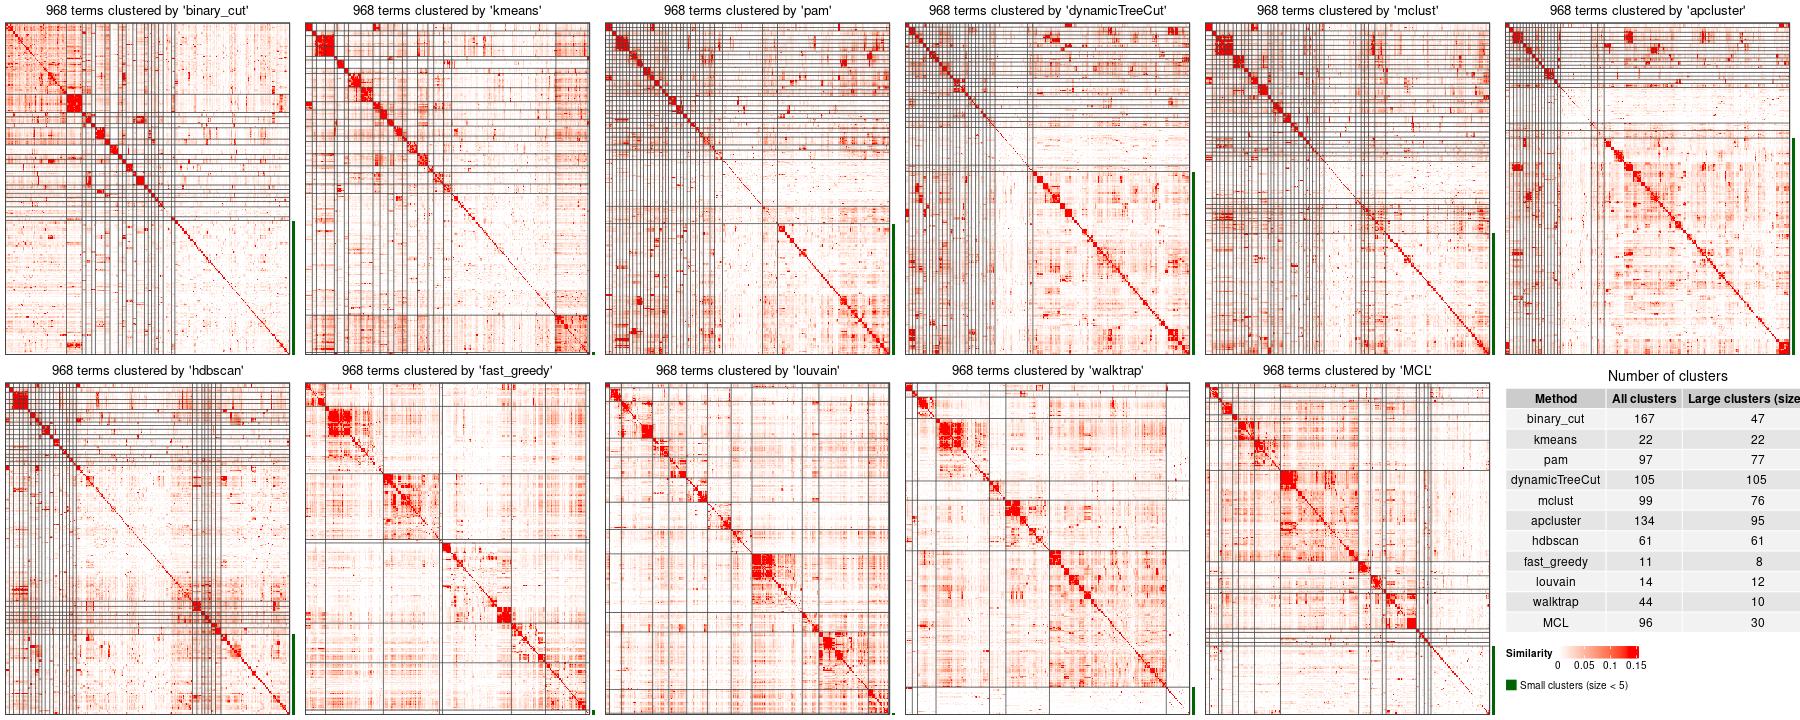 968 terms clustered by 'binary_cut'
968 terms clustered by 'kmeans'
968 terms clustered by 'pam'
968 terms clustered by 'dynamicTreeCut'
968 terms clustered by 'mclust'
968 terms clustered by 'apcluster'
968 terms clustered by 'hdbscan'
968 terms clustered by 'fast_greedy'
968 terms clustered by 'louvain'
968 terms clustered by 'walktrap'
968 terms clustered by 'MCL'
Number of clusters
Method All clusters Large clusters (size
binary_cut 167 47
kmeans 22 22
pam 97 77
dynamicTreeCut 105 105
mclust 99 76
apcluster 134 95
hdbscan 61 61
fast_greedy 11 8
louvain 14 12
walktrap 44 10
MCL 96 30
Similarity
0 0.05 0.1 0.15
Small clusters (size < 5)